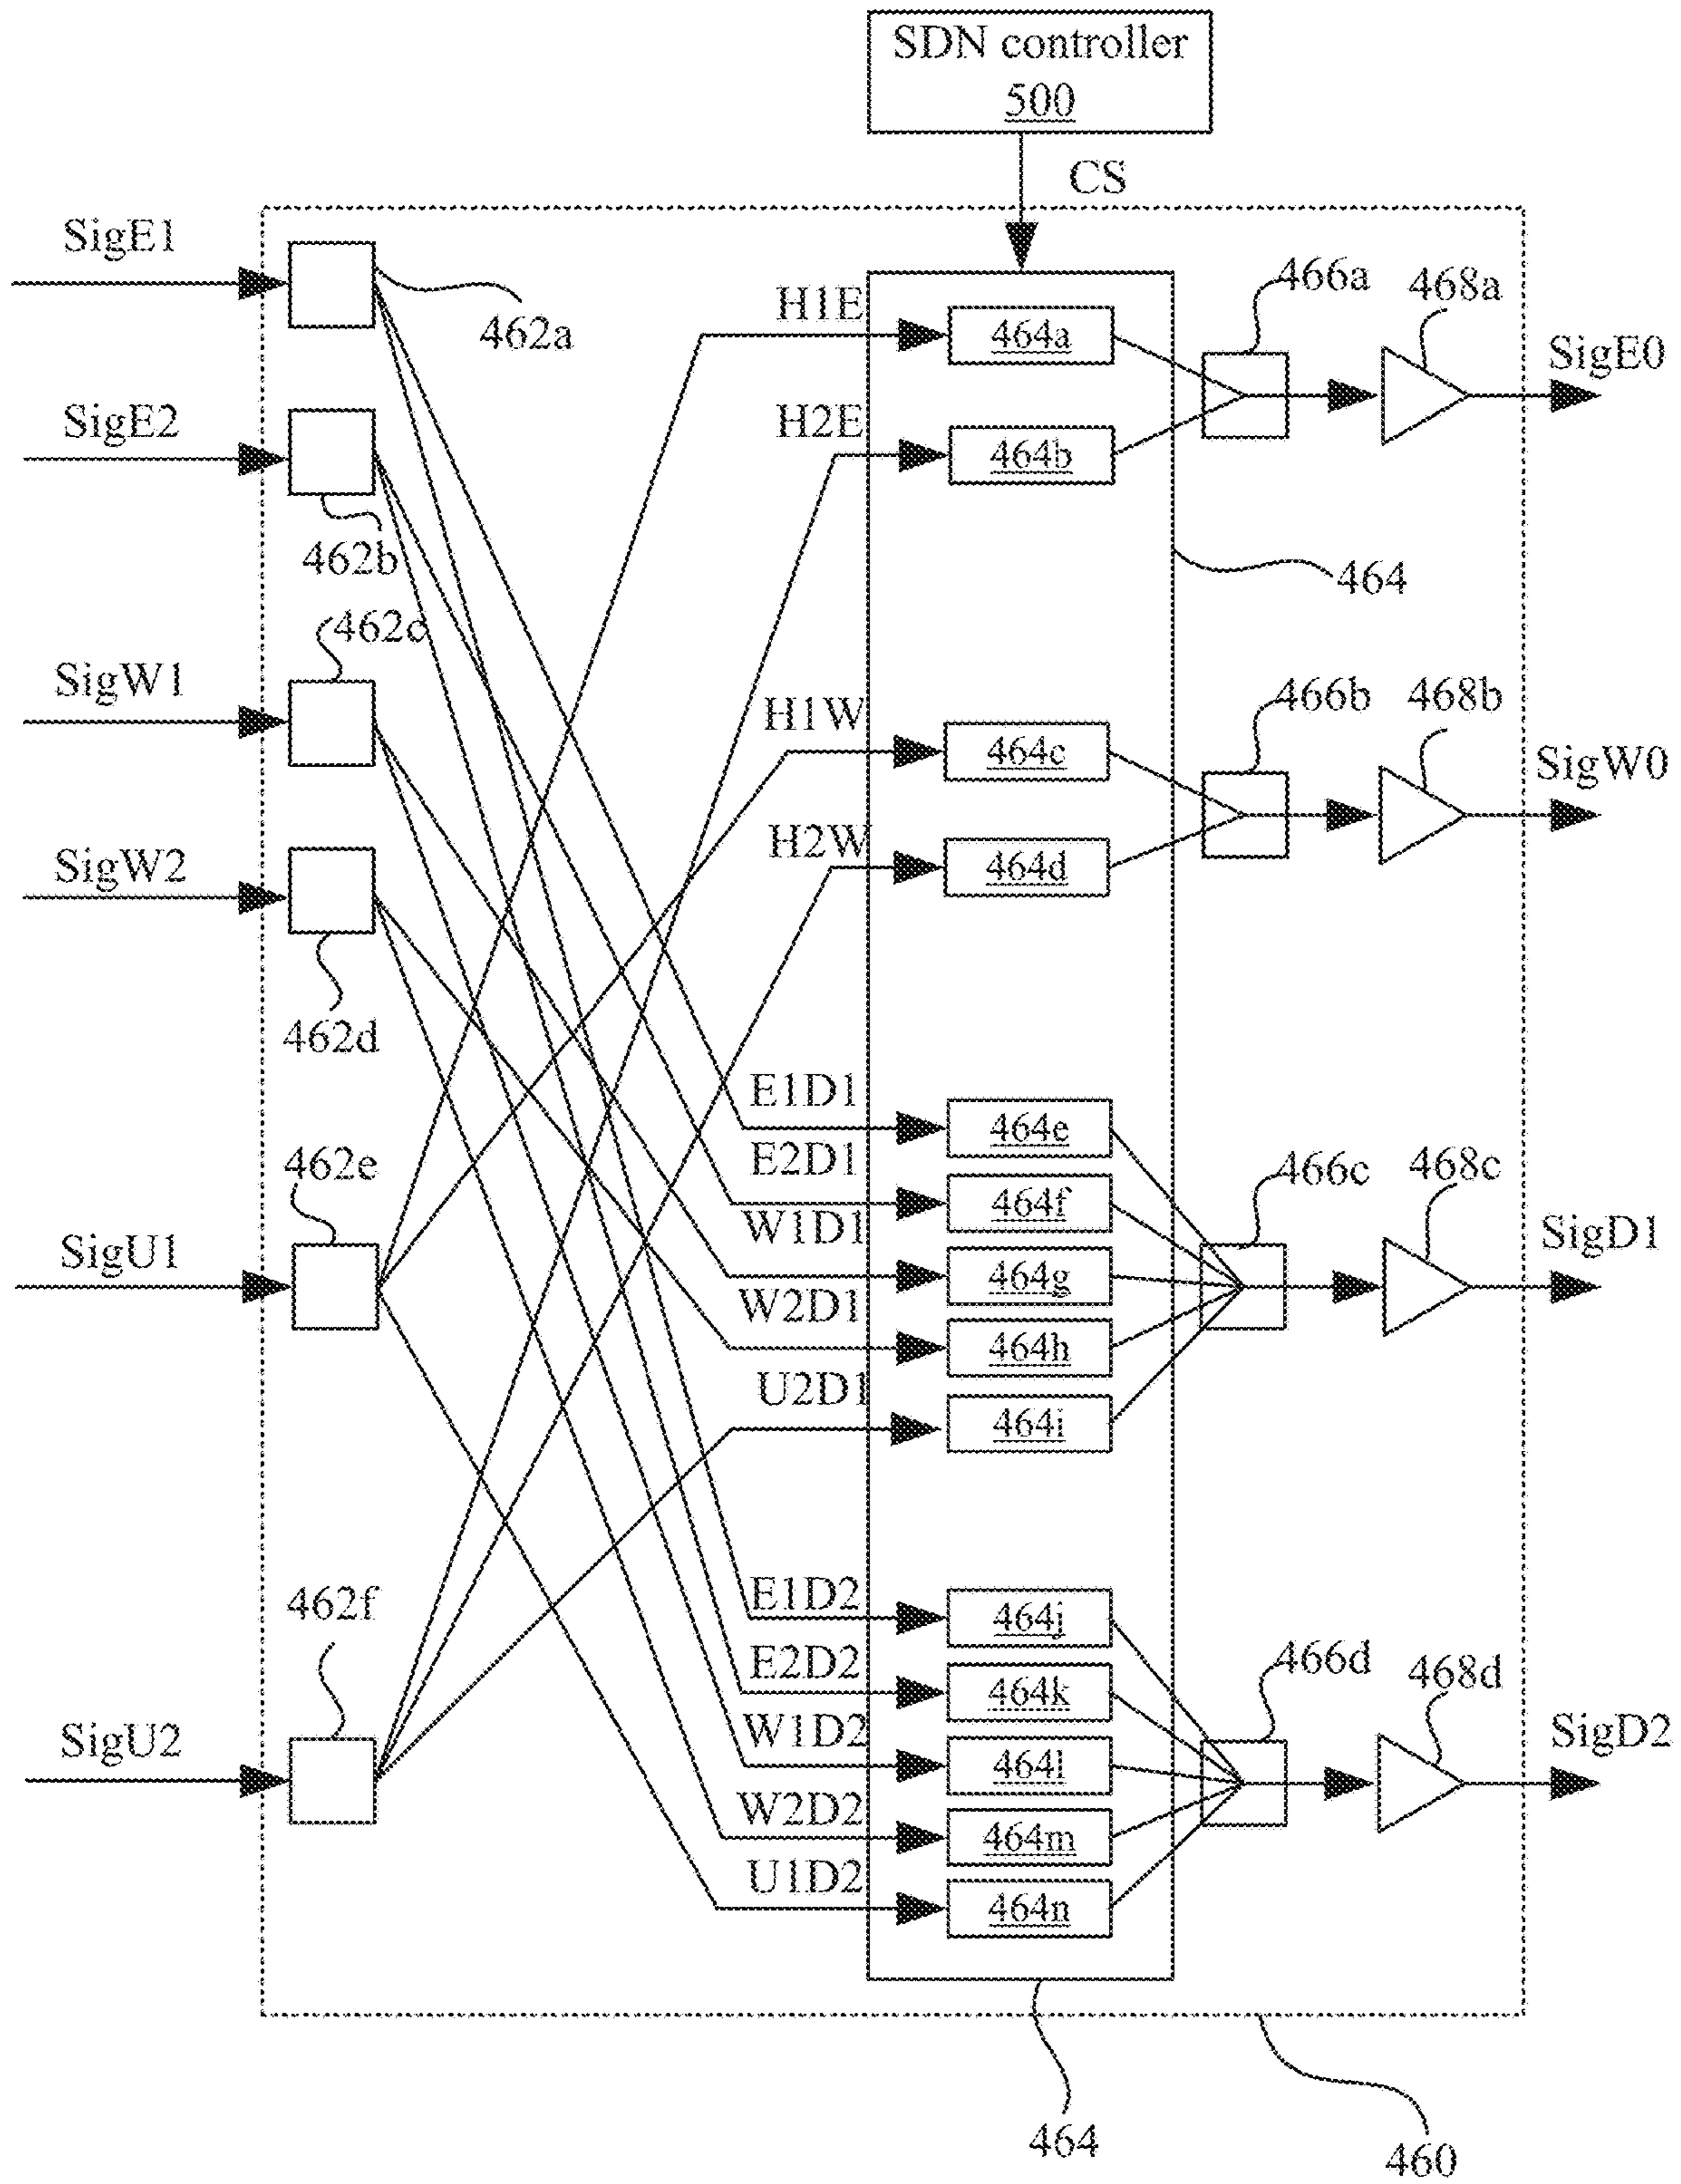 SDN controller
500
CS
SigE1
462a
H1E
464a
466a
468a
SigE0
SigE2
462b
H2E
464b
464
462c
SigW1
H1W
464c
466b
468b
SigW0
SigW2
462d
H2W
464d
E1D1
464e
E2D1
464f
W1D1
464g
W2D1
464h
U2D1
464i
466c
468c
SigD1
462e
SigU1
462f
SigU2
E1D2
464j
E2D2
464k
W1D2
464l
W2D2
464m
U1D2
464n
466d
468d
SigD2
464
460